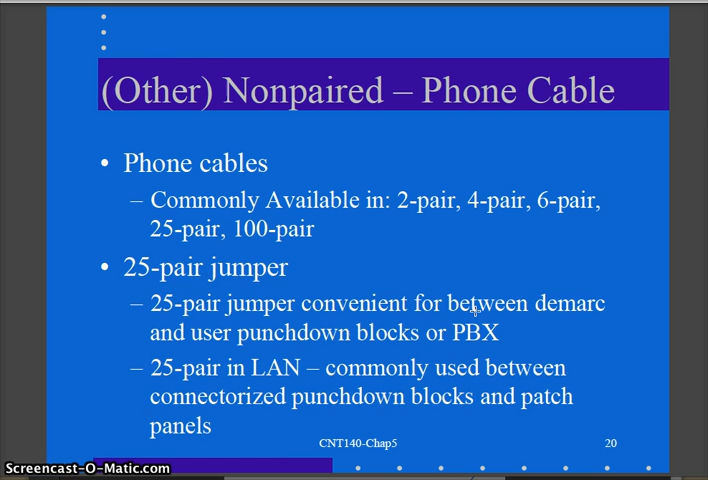 (Other) Nonpaired – Phone Cable
• Phone cables
– Commonly Available in: 2-pair, 4-pair, 6-pair,
25-pair, 100-pair
• 25-pair jumper
– 25-pair jumper convenient for between demarc
and user punchdown blocks or PBX
– 25-pair in LAN – commonly used between
connectorized punchdown blocks and patch
panels
CNT140-Chap5 20
Screencast-O-Matic.com